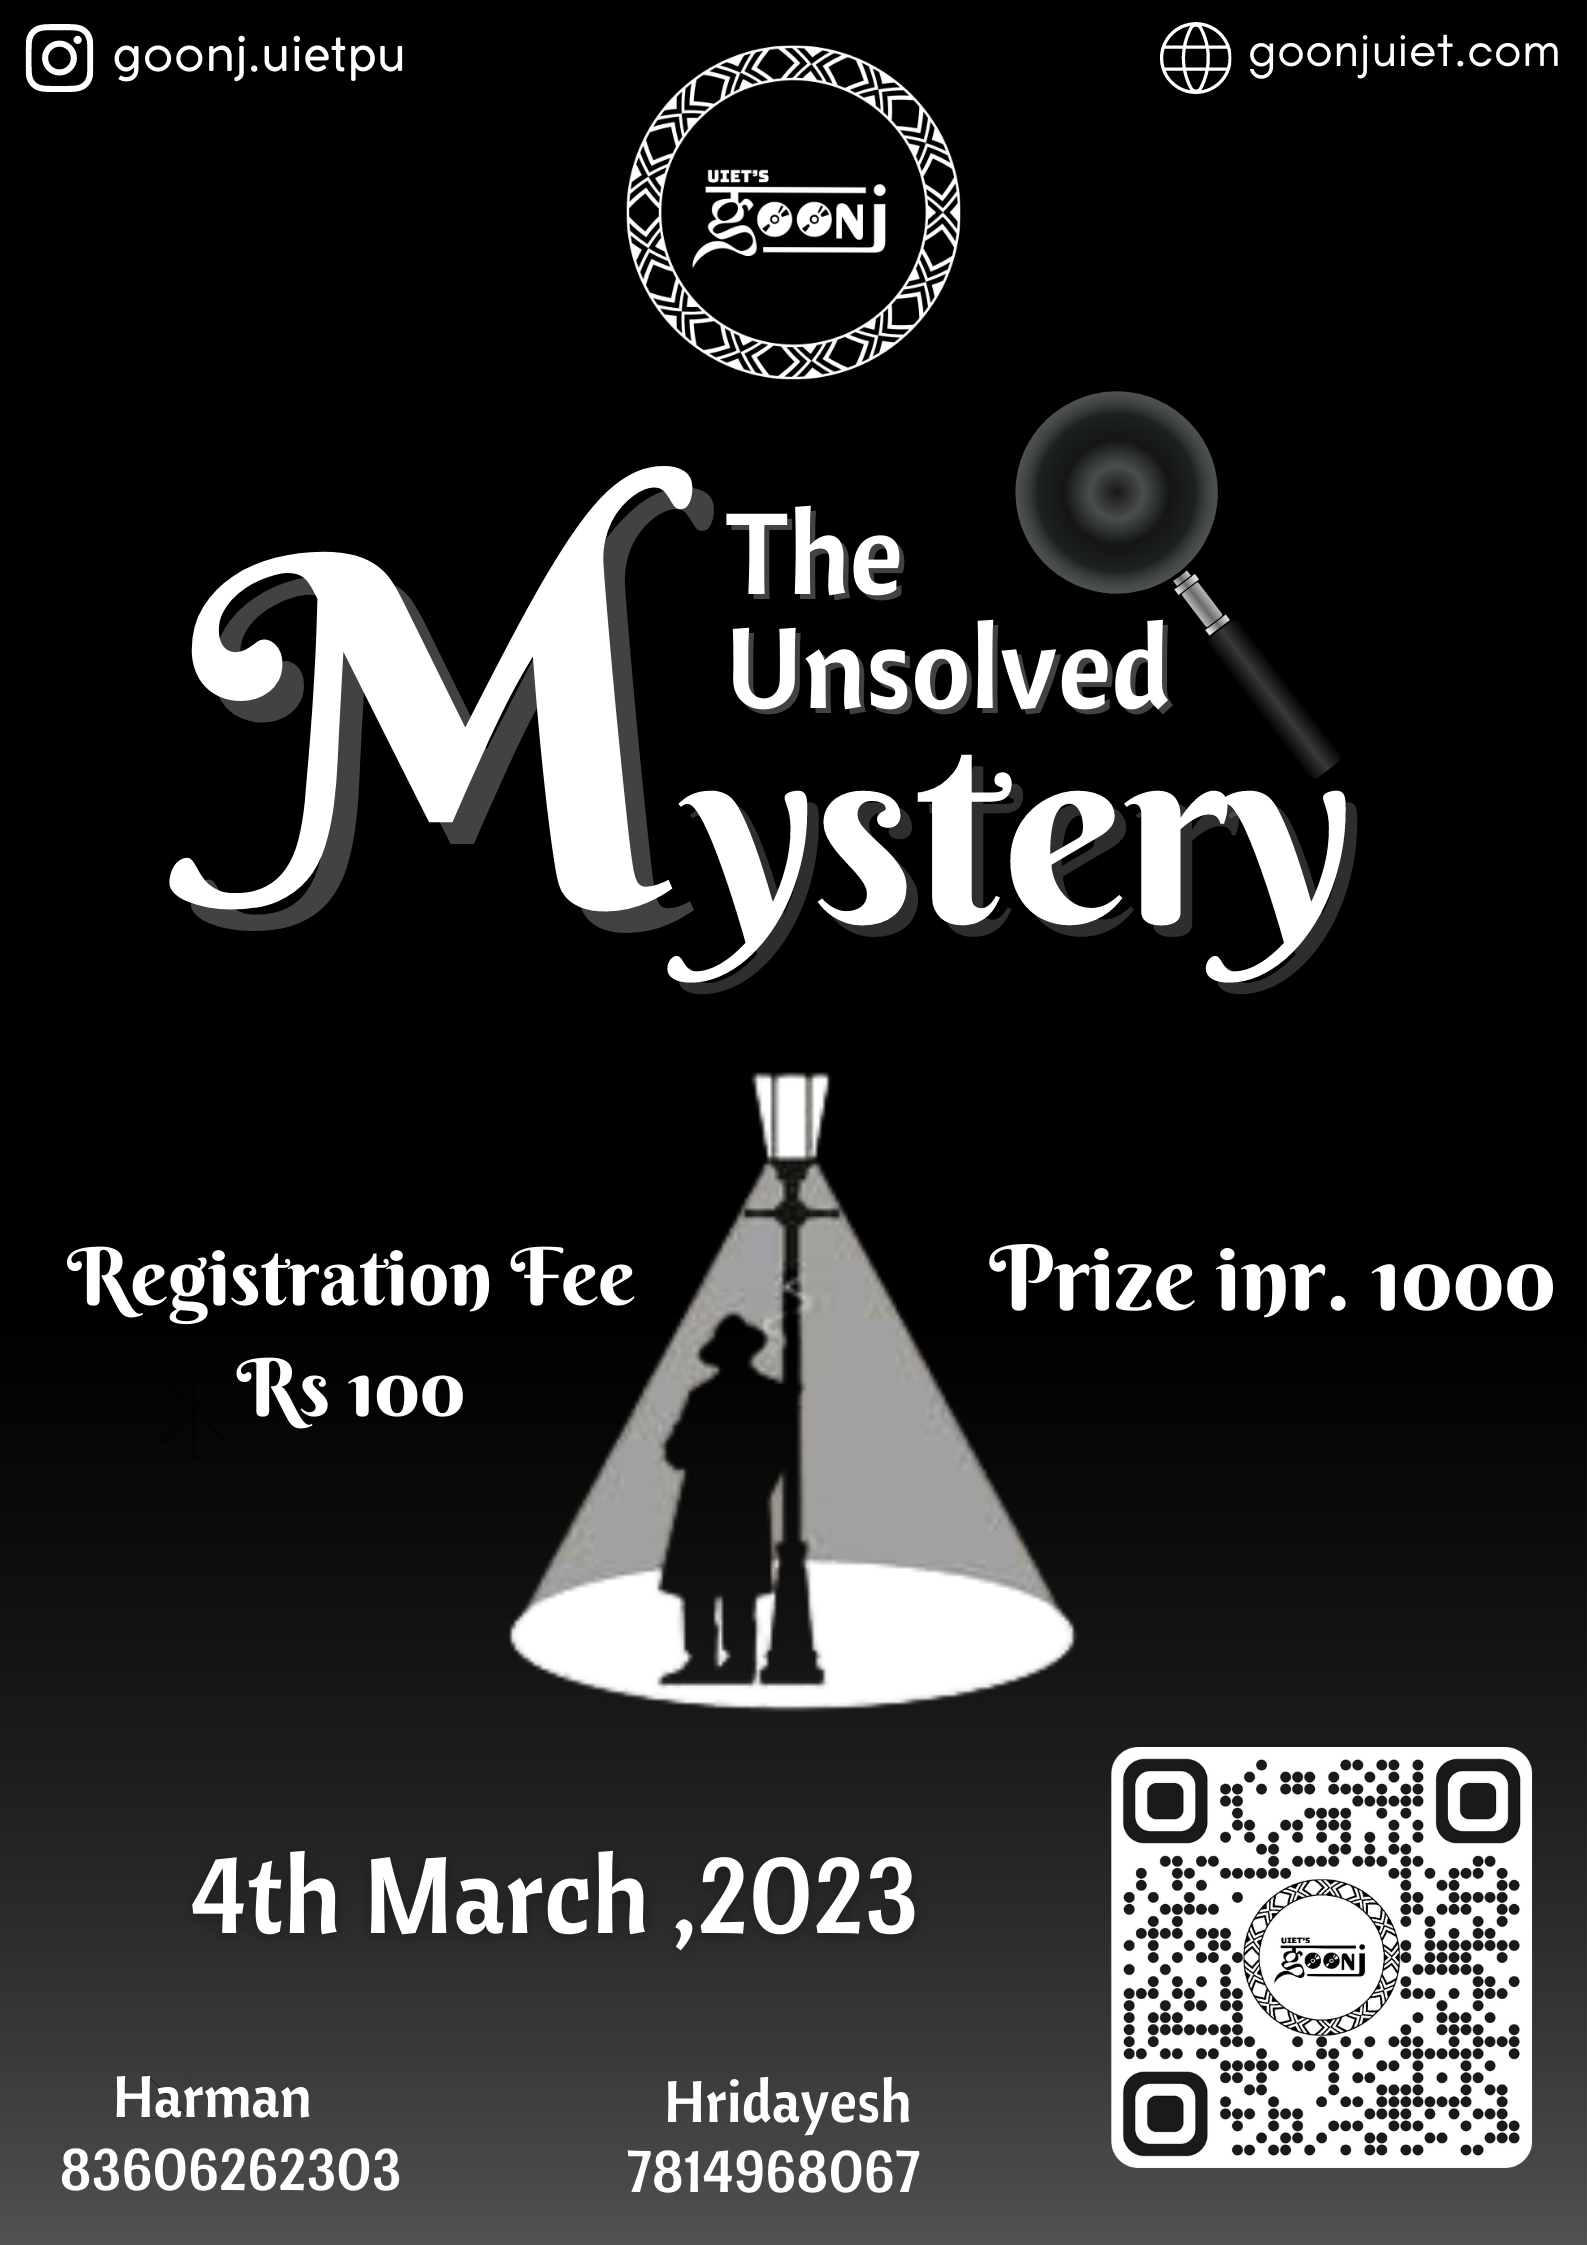 goonj.uietpu
goonjuiet.com
UIET'S
goonj
The
Unsolved
Mystery
Registration Fee
Rs 100
Prize inr. 1000
4th March ,2023
Harman
83606262303
Hridayesh
7814968067
UIET'S
goonj